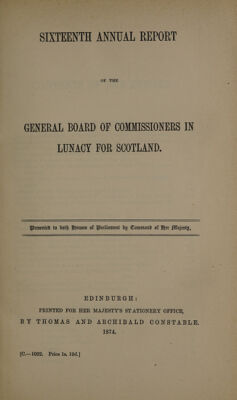 SIXTEENTH ANNUAL REPORT
OF THE
GENERAL BOARD OF COMMISSIONERS IN
LUNACY FOR SCOTLAND.
Presented to both Houses of Parliament by Command of Her Majesty.
EDINBURGH:
PRINTED FOR HER MAJESTY'S STATIONERY OFFICE,
BY THOMAS AND ARCHIBALD CONSTABLE.
1874.
[C.—1092. Price 1s. 11d.]